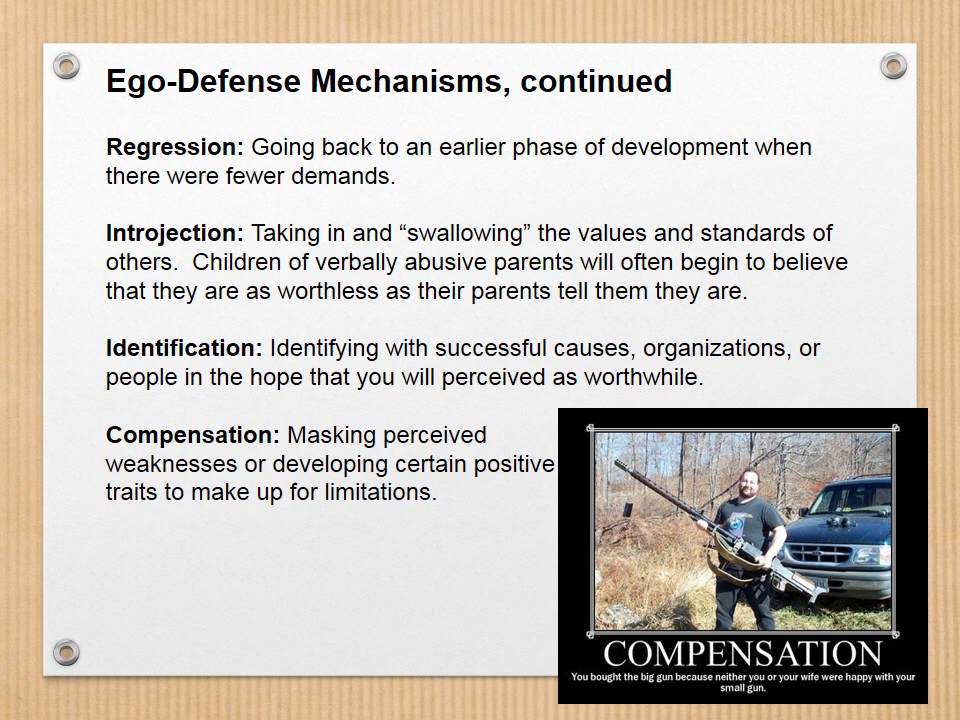 Ego-Defense Mechanisms, continued
Regression: Going back to an earlier phase of development when
there were fewer demands.
Introjection: Taking in and “swallowing” the values and standards of
others.  Children of verbally abusive parents will often begin to believe
that they are as worthless as their parents tell them they are.
Identification: Identifying with successful causes, organizations, or
people in the hope that you will perceived as worthwhile.
Compensation: Masking perceived
weaknesses or developing certain positive
traits to make up for limitations.
COMPENSATION
You bought the big gun because neither you or your wife were happy with your
small gun.